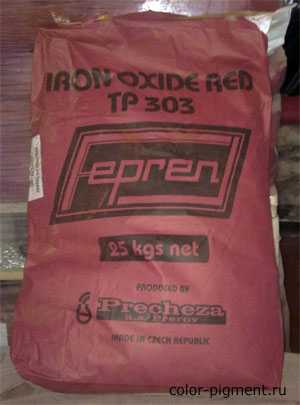 IRON OXIDE RED
TP 303
Fepren
25 kgs net
PRODUCED BY
Precheza
a.s. Přerov
MADE IN CZECH REPUBLIC
color-pigment.ru